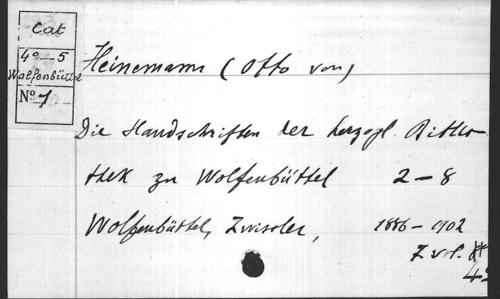 Cat
4° — 5
Wolfenbüttel
N° 1
Heinemann (Otto von)
Die Handschriften der herzogl. Biblio-
thek zu Wolfenbüttel 2 — 8
Wolfenbüttel, Zwissler, 1886 — 1902
7 vol.
4°